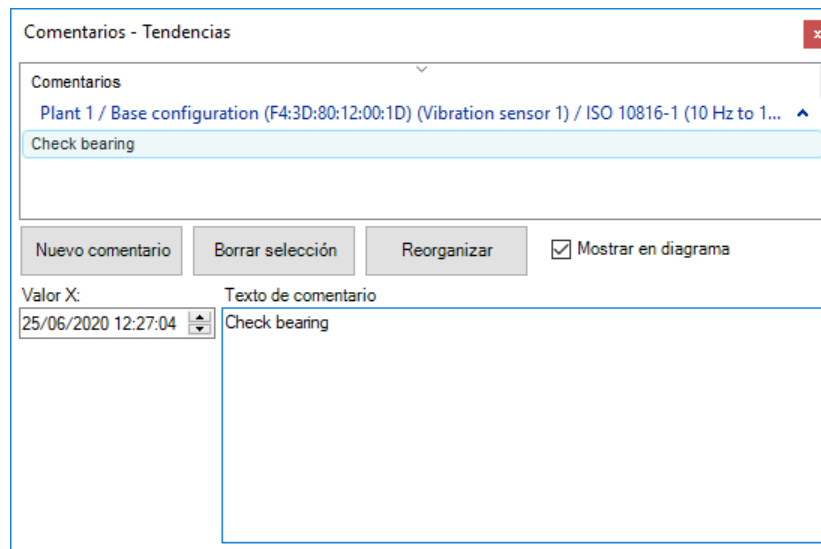 Comentarios - Tendencias
x
Comentarios
Plant 1 / Base configuration (F4:3D:80:12:00:1D) (Vibration sensor 1) / ISO 10816-1 (10 Hz to 1...
Check bearing
Nuevo comentario Borrar selección Reorganizar Mostrar en diagrama
Valor X: Texto de comentario
25/06/2020 12:27:04 Check bearing